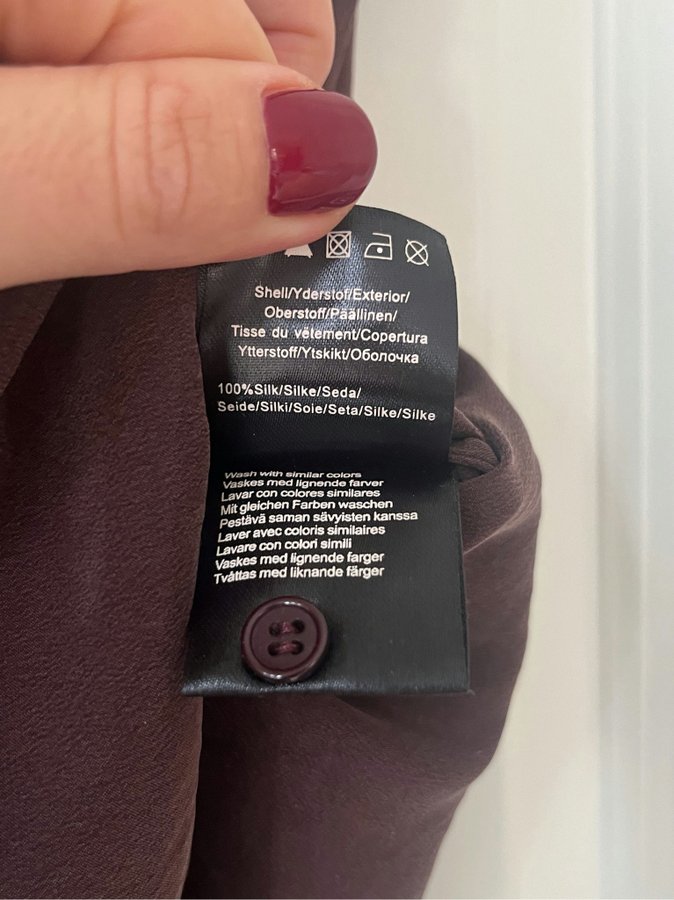 Shell/Yderstof/Exterior/
Oberstoff/Päällinen/
Tisse du vêtement/Copertura
Ytterstoff/Ytskikt/Оболочка
100%Silk/Silke/Seda/
Seide/Silki/Soie/Seta/Silke/Silke
Wash with similar colors
Vaskes med lignende farver
Lavar con colores similares
Mit gleichen Farben waschen
Pestävä saman sävyisten kanssa
Laver avec coloris similaires
Lavare con colori simili
Vaskes med lignende farger
Tvättas med liknande färger